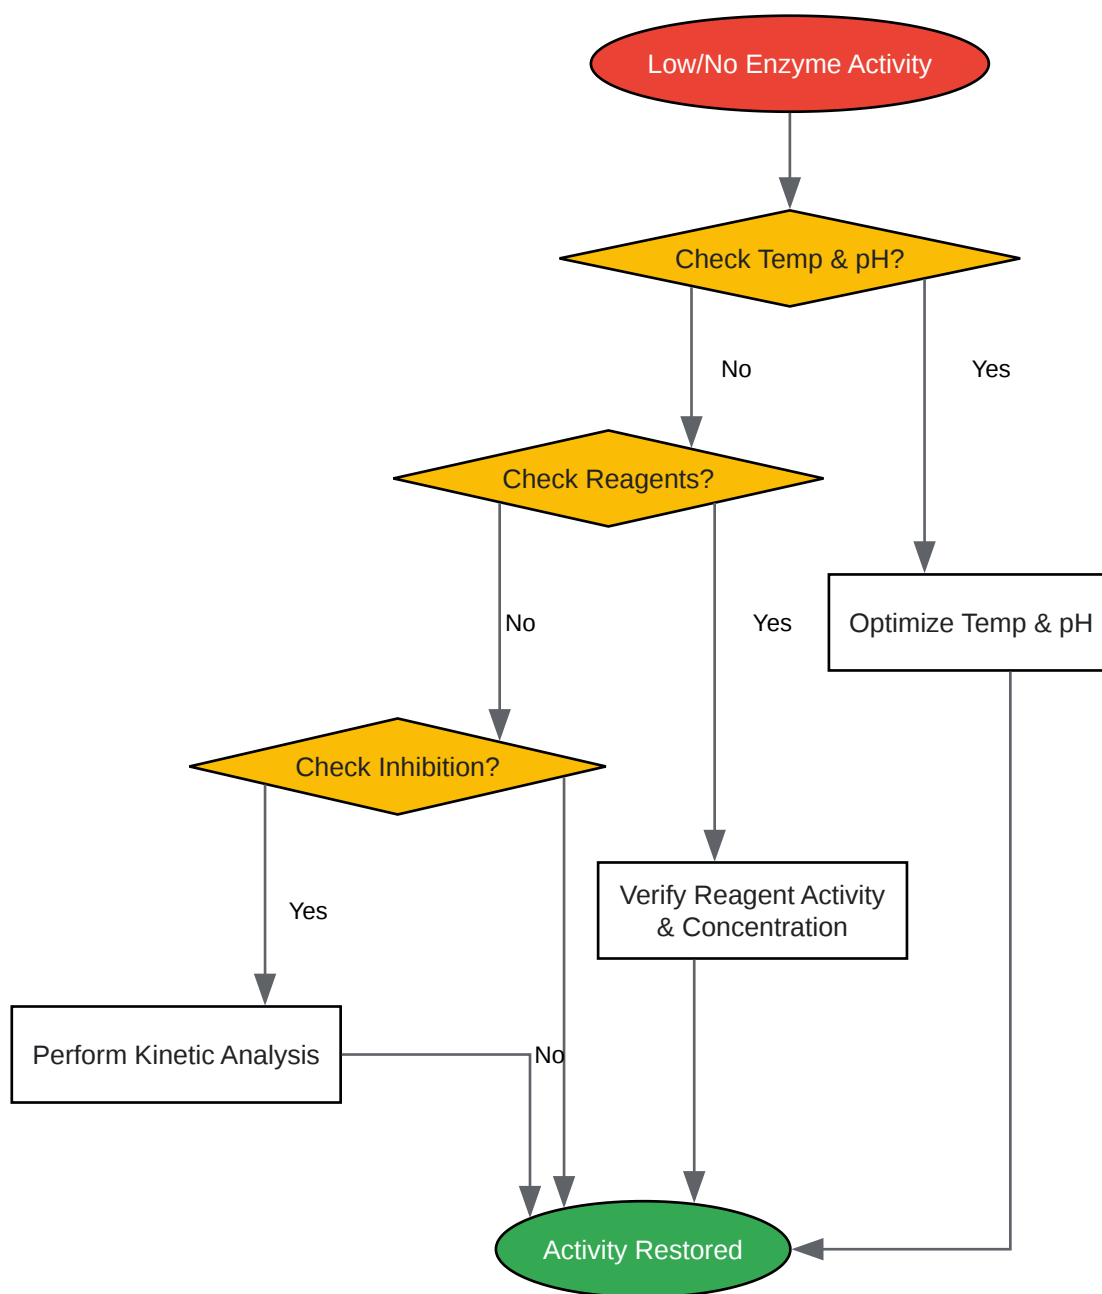 Low/No Enzyme Activity
Check Temp & pH?
No
Yes
Check Reagents?
No
Yes
Optimize Temp & pH
Check Inhibition?
Yes
Verify Reagent Activity
& Concentration
Perform Kinetic Analysis
No
Activity Restored